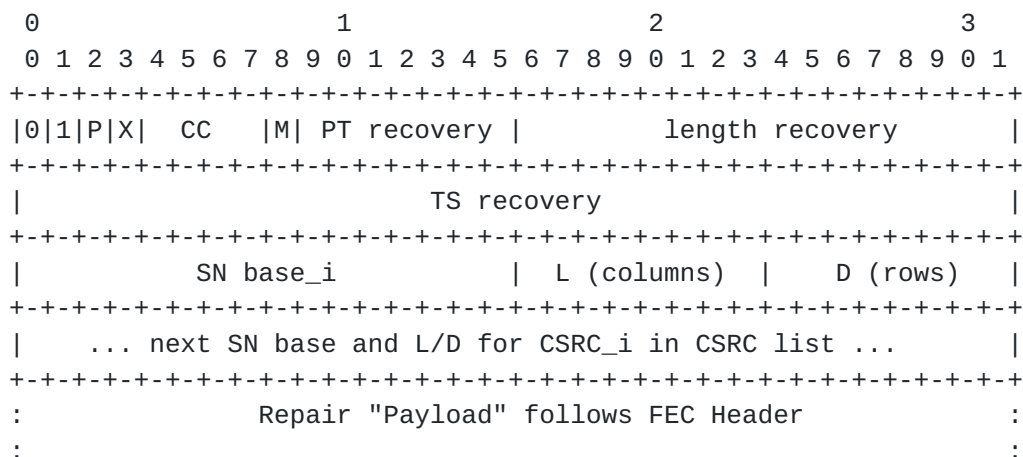 0                   1                   2                   3
 0 1 2 3 4 5 6 7 8 9 0 1 2 3 4 5 6 7 8 9 0 1 2 3 4 5 6 7 8 9 0 1
+-+-+-+-+-+-+-+-+-+-+-+-+-+-+-+-+-+-+-+-+-+-+-+-+-+-+-+-+-+-+-+-+
|0|1|P|X|  CC   |M| PT recovery |         length recovery       |
+-+-+-+-+-+-+-+-+-+-+-+-+-+-+-+-+-+-+-+-+-+-+-+-+-+-+-+-+-+-+-+-+
|                          TS recovery                          |
+-+-+-+-+-+-+-+-+-+-+-+-+-+-+-+-+-+-+-+-+-+-+-+-+-+-+-+-+-+-+-+-+
|           SN base_i           |  L (columns)  |    D (rows)   |
+-+-+-+-+-+-+-+-+-+-+-+-+-+-+-+-+-+-+-+-+-+-+-+-+-+-+-+-+-+-+-+-+
|    ... next SN base and L/D for CSRC_i in CSRC list ...       |
+-+-+-+-+-+-+-+-+-+-+-+-+-+-+-+-+-+-+-+-+-+-+-+-+-+-+-+-+-+-+-+-+
:               Repair "Payload" follows FEC Header             :
:                                                               :